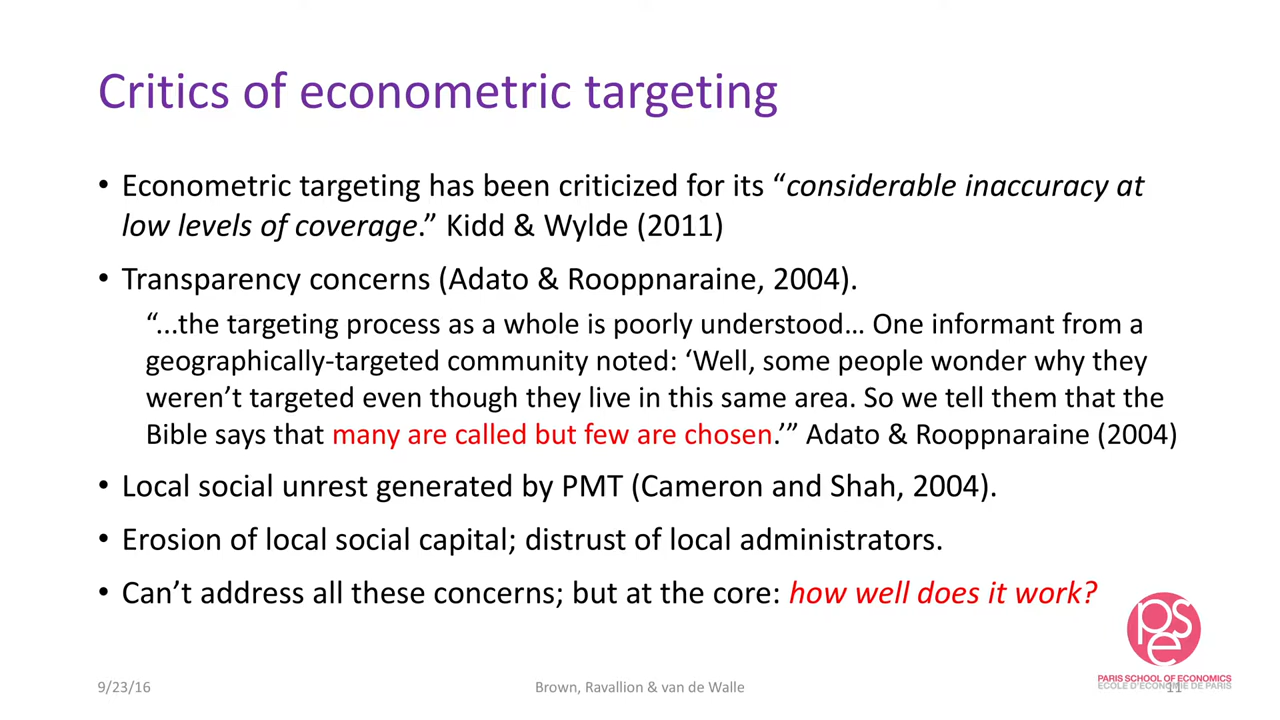 Critics of econometric targeting
• Econometric targeting has been criticized for its “considerable inaccuracy at
low levels of coverage.” Kidd & Wylde (2011)
• Transparency concerns (Adato & Rooppnaraine, 2004).
“...the targeting process as a whole is poorly understood… One informant from a
geographically-targeted community noted: ‘Well, some people wonder why they
weren’t targeted even though they live in this same area. So we tell them that the
Bible says that many are called but few are chosen.’” Adato & Rooppnaraine (2004)
• Local social unrest generated by PMT (Cameron and Shah, 2004).
• Erosion of local social capital; distrust of local administrators.
• Can’t address all these concerns; but at the core: how well does it work?
pse
PARIS SCHOOL OF ECONOMICS
ECOLE D'ECONOMIE DE PARIS
9/23/16
Brown, Ravallion & van de Walle
11